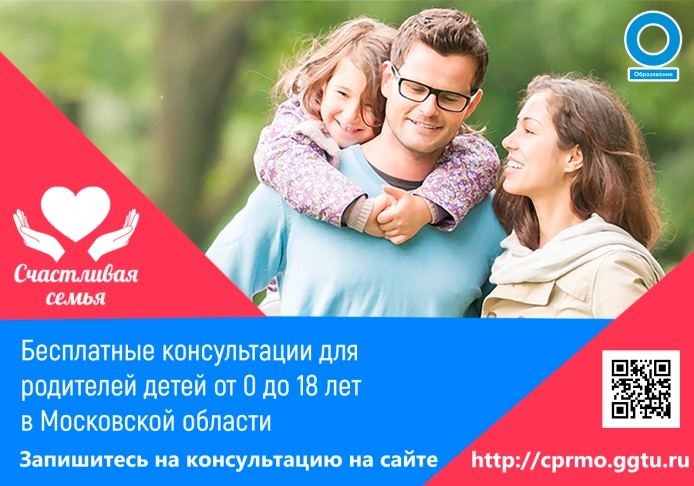 Образование
Счастливая
семья
Бесплатные консультации для
родителей детей от 0 до 18 лет
в Московской области
Запишитесь на консультацию на сайте http://cprmo.ggtu.ru